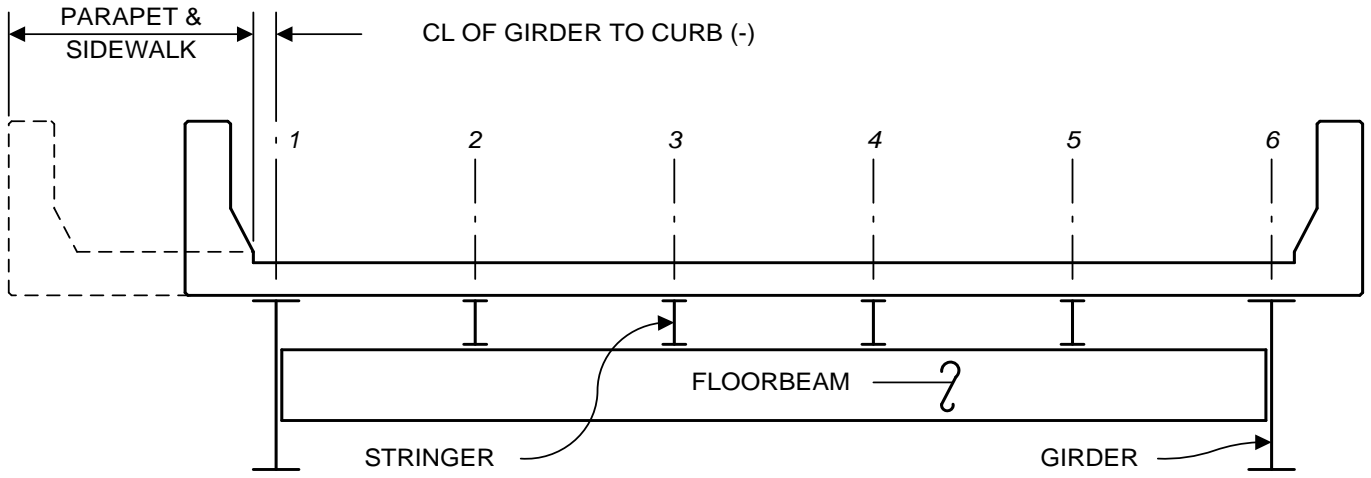 PARAPET &
SIDEWALK
CL OF GIRDER TO CURB (-)
1 2 3 4 5 6
FLOORBEAM
STRINGER
GIRDER